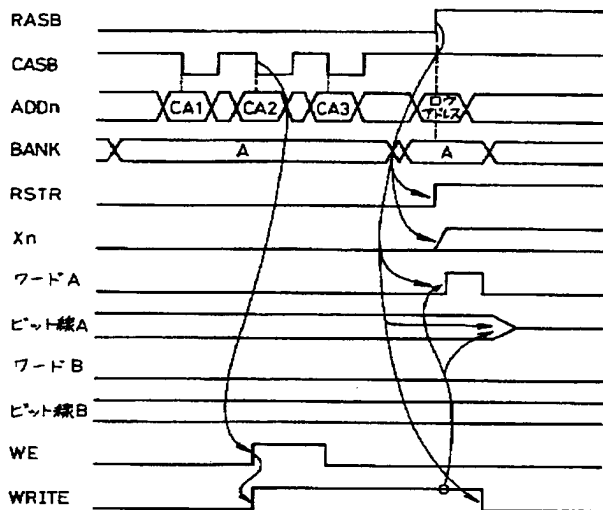 RASB
CASB
ADDn CA1 CA2 CA3 ロウ
アドレス
BANK A A
RSTR
Xn
ワードA
ビット線A
ワードB
ビット線B
WE
WRITE